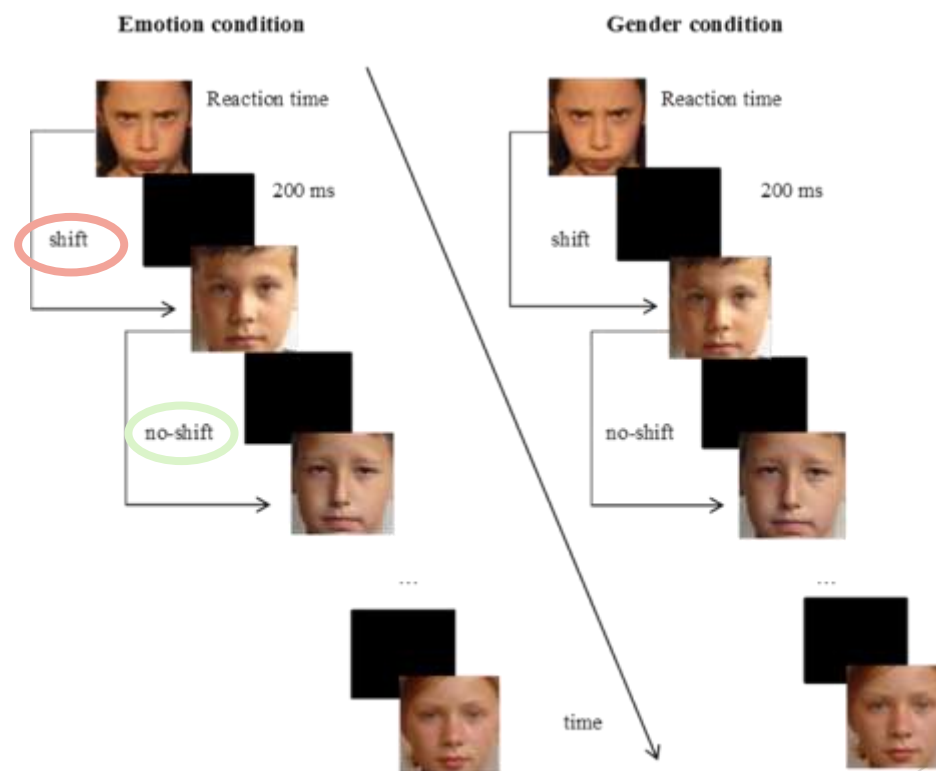 Emotion condition
Gender condition
Reaction time
Reaction time
200 ms
200 ms
shift
shift
no-shift
no-shift
...
...
time